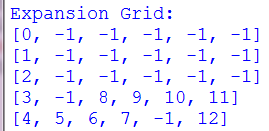 Expansion Grid:
[0, -1, -1, -1, -1, -1]
[1, -1, -1, -1, -1, -1]
[2, -1, -1, -1, -1, -1]
[3, -1, 8, 9, 10, 11]
[4, 5, 6, 7, -1, 12]